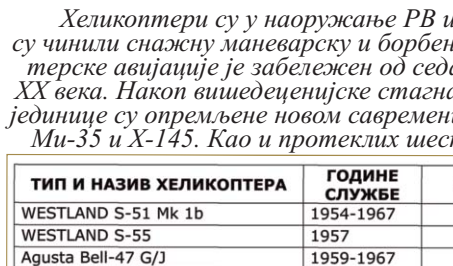 Хеликоптери су у наоружање РВ и
су чинили снажну маневарску и борбен
терске авијације је забележен од седа
XX века. Након вишедеценијске стагна
јединице су опремљене новом савремен
Ми-35 и Х-145. Као и протеклих шест
ТИП И НАЗИВ ХЕЛИКОПТЕРА ГОДИНЕ СЛУЖБЕ
WESTLAND S-51 Mk 1b 1954-1967
WESTLAND S-55 1957
Agusta Bell-47 G/J 1959-1967